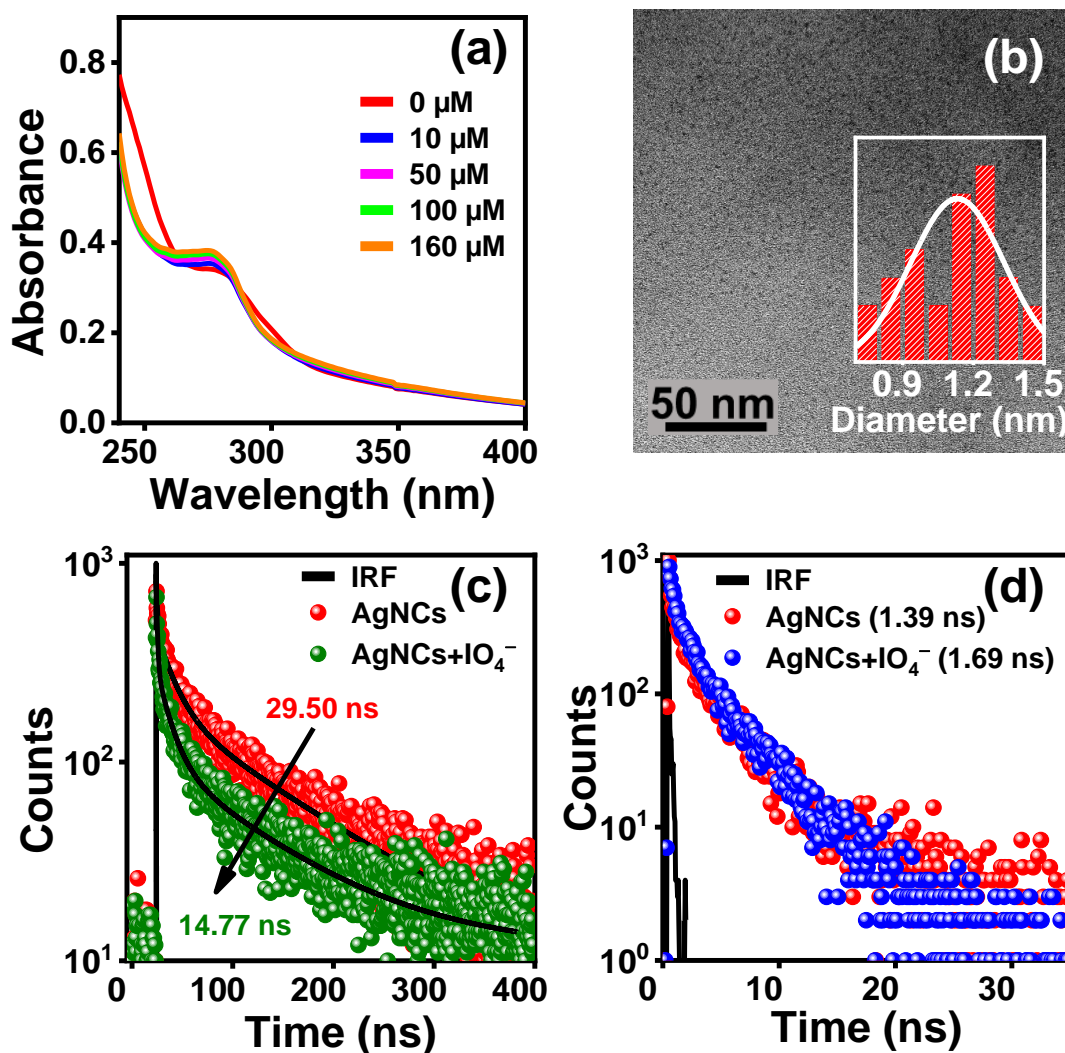 (a)
0.8
0.6
0.4
0.2
0.0
Absorbance
0 µM
10 µM
50 µM
100 µM
160 µM
250
300
350
400
Wavelength (nm)
(b)
50 nm
0.9
1.2
1.5
Diameter (nm)
(c)
10³
10²
10¹
Counts
IRF
AgNCs
AgNCs+IO₄⁻
29.50 ns
14.77 ns
0
100
200
300
400
Time (ns)
(d)
10³
10²
10¹
10⁰
Counts
IRF
AgNCs (1.39 ns)
AgNCs+IO₄⁻ (1.69 ns)
0
10
20
30
Time (ns)